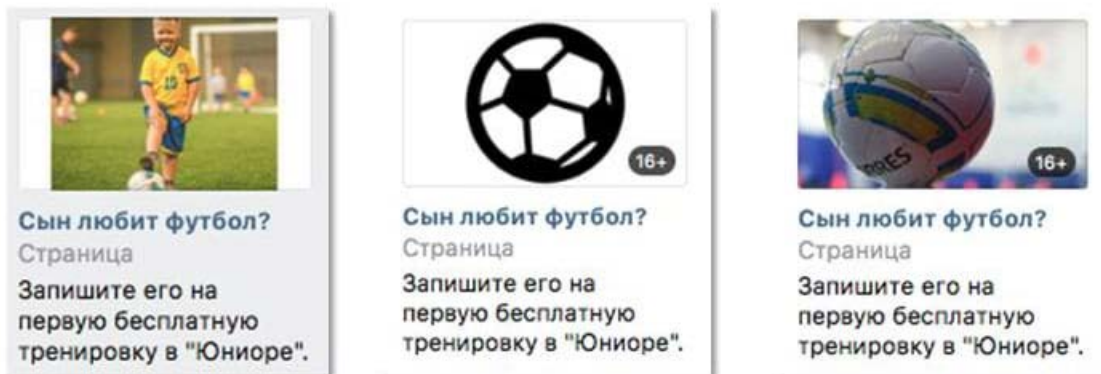 10
Сын любит футбол?
Страница
Запишите его на
первую бесплатную
тренировку в "Юниоре".
16+
Сын любит футбол?
Страница
Запишите его на
первую бесплатную
тренировку в "Юниоре".
16+
Сын любит футбол?
Страница
Запишите его на
первую бесплатную
тренировку в "Юниоре".